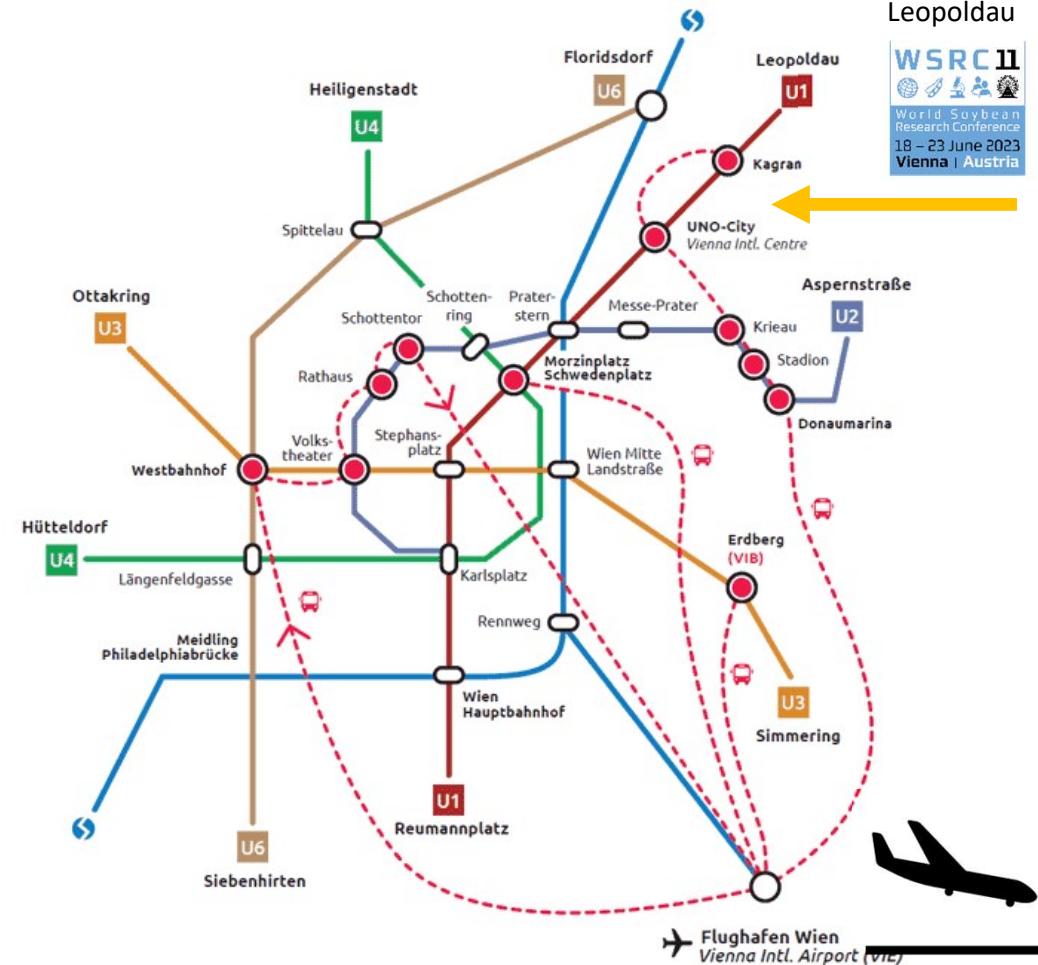 Leopoldau
WSRC 11
World Soybean
Research Conference
18 – 23 June 2023
Vienna | Austria
Floridsdorf
U6
Leopoldau
U1
Heiligenstadt
U4
Kagran
Spittelau
UNO-City
Vienna Intl. Centre
Ottakring
U3
Schotten-
ring
Schottentor
Prater-
stern
Messe-Prater
Aspernstraße
U2
Krieau
Stadion
Donaumarina
Rathaus
Morzinplatz
Schwedenplatz
Volks-
theater
Stephans-
platz
Westbahnhof
Wien Mitte
Landstraße
Hütteldorf
U4
Längenfeldgasse
Karlsplatz
Erdberg
(VIB)
Rennweg
Meidling
Philadelphiabrücke
Wien
Hauptbahnhof
U3
Simmering
U1
Reumannplatz
U6
Siebenhirten
Flughafen Wien
Vienna Intl. Airport (VIE)